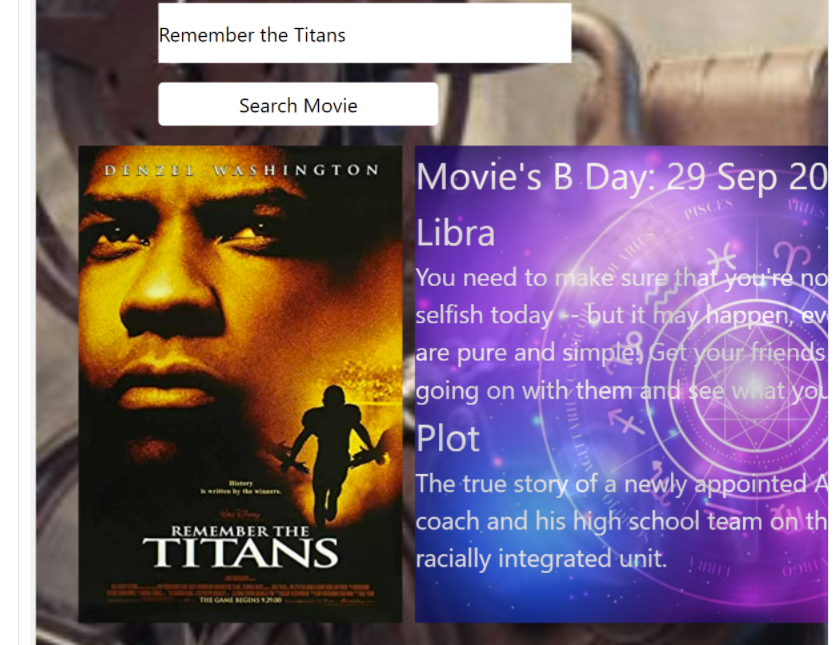 Remember the Titans
Search Movie
DENZEL WASHINGTON
History
is written by the winners.
WALT DISNEY
REMEMBER THE
TITANS
THE GAME BEGINS 9.29.00
Movie's B Day: 29 Sep 20
Libra
You need to make sure that you're no
selfish today -- but it may happen, ev
are pure and simple! Get your friends
going on with them and see what you
Plot
The true story of a newly appointed A
coach and his high school team on th
racially integrated unit.
PISCES
ARIES